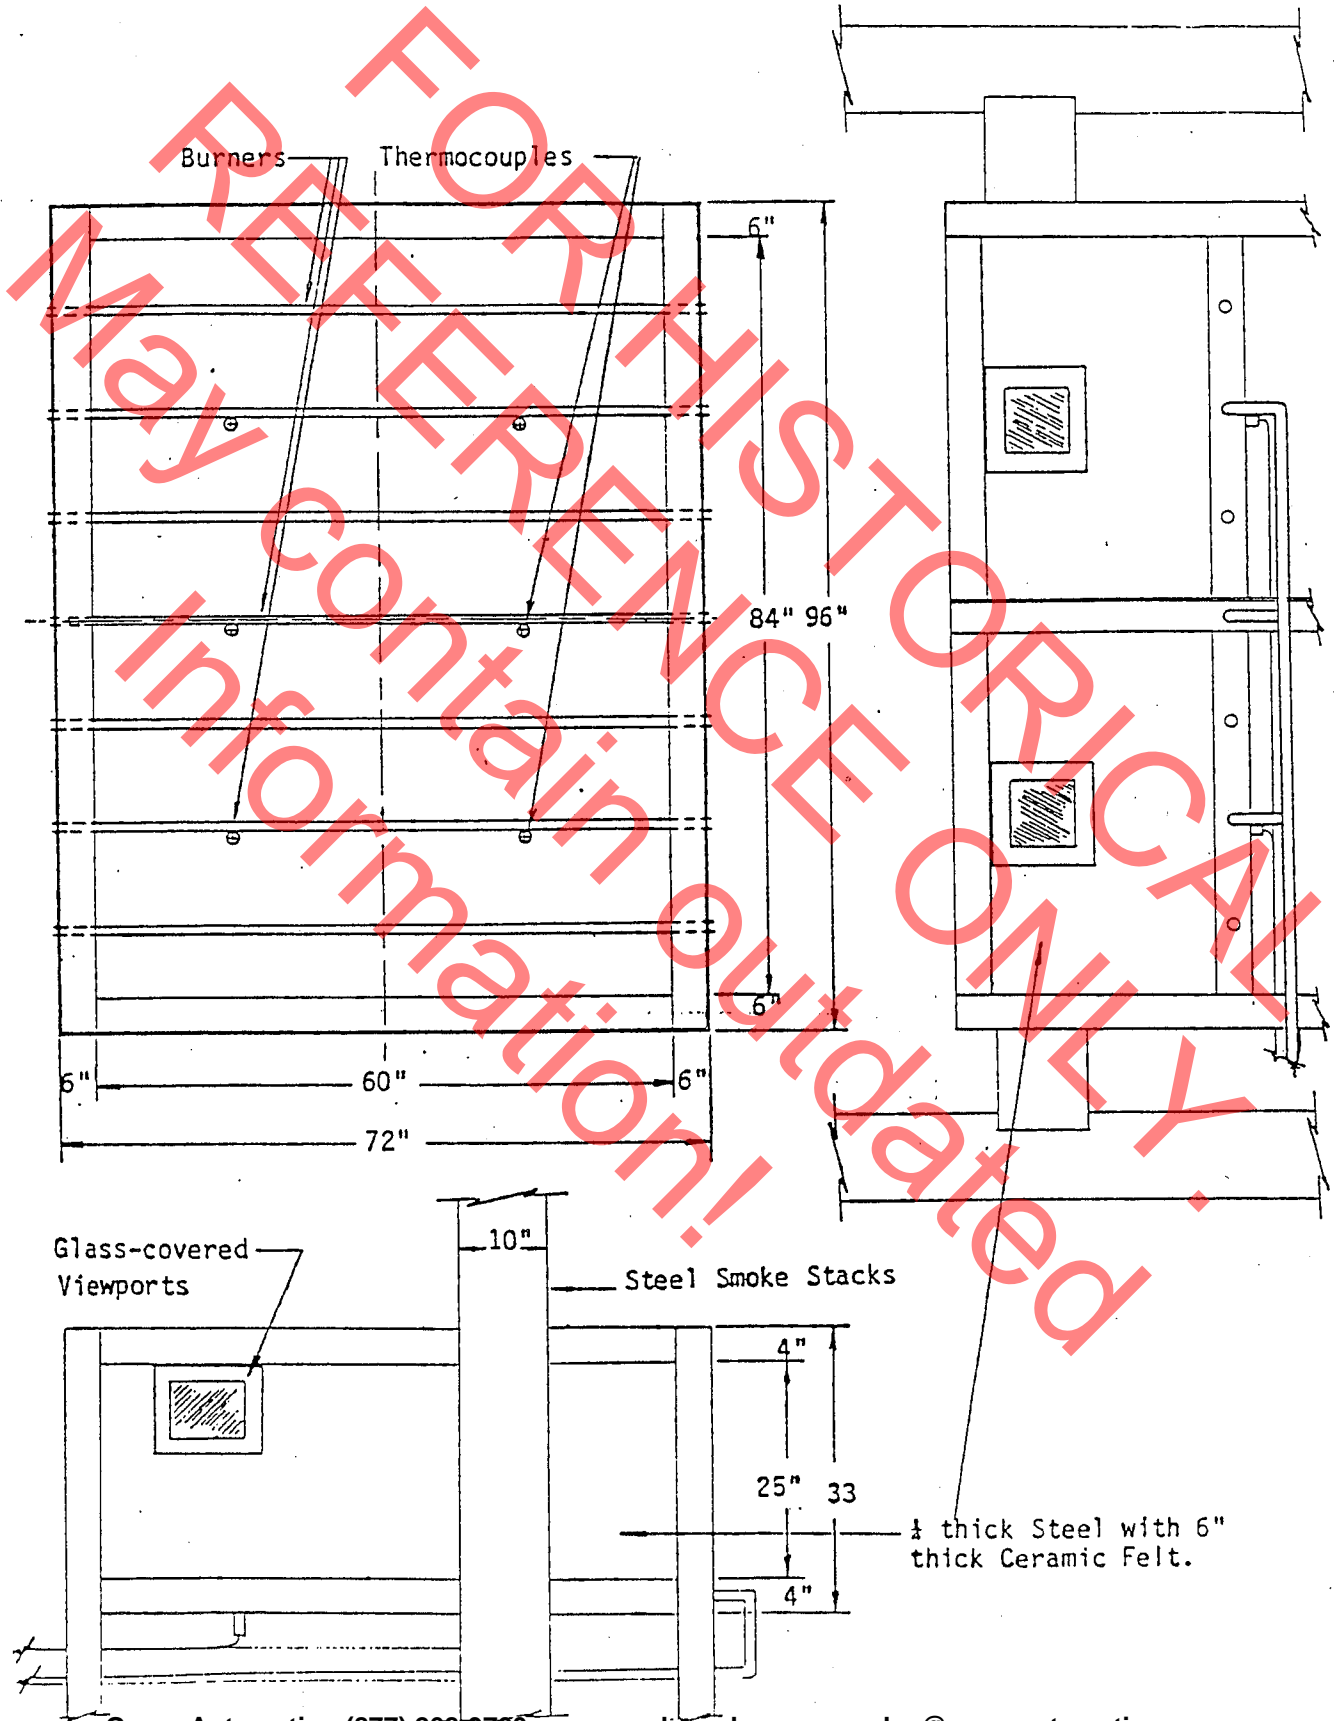 Burners
Thermocouples
6"
84" 96"
6"
6"
60"
6"
72"
Glass-covered
Viewports
10"
Steel Smoke Stacks
4"
25"
33
4"
¼ thick Steel with 6"
thick Ceramic Felt.
FOR HISTORICAL
REFERENCE ONLY.
May contain outdated
Information!